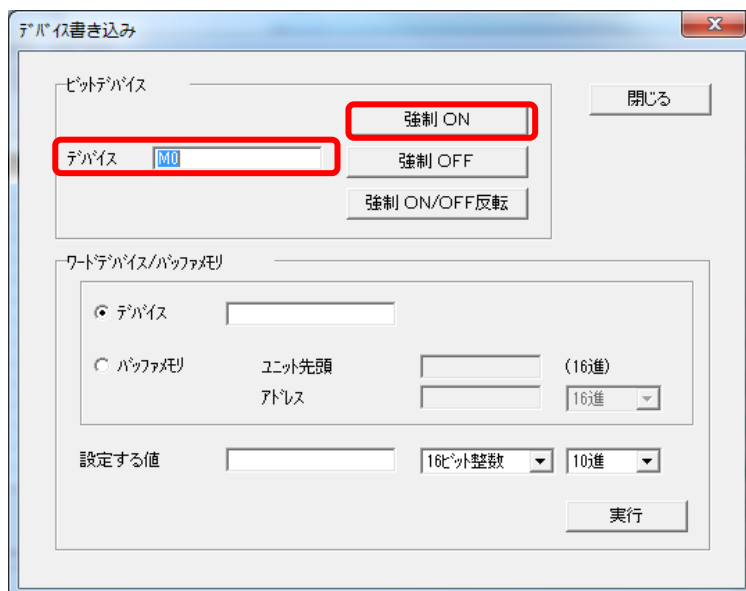 ﾃﾞﾊﾞｲｽ書き込み
ﾋﾞｯﾄﾃﾞﾊﾞｲｽ
閉じる
強制 ON
ﾃﾞﾊﾞｲｽ M0
強制 OFF
強制 ON/OFF反転
ﾜｰﾄﾞﾃﾞﾊﾞｲｽ/ﾊﾞｯﾌｧﾒﾓﾘ
ﾃﾞﾊﾞｲｽ
ﾊﾞｯﾌｧﾒﾓﾘ ﾕﾆｯﾄ先頭 (16進)
ｱﾄﾞﾚｽ 16進
設定する値 16ﾋﾞｯﾄ整数 10進
実行